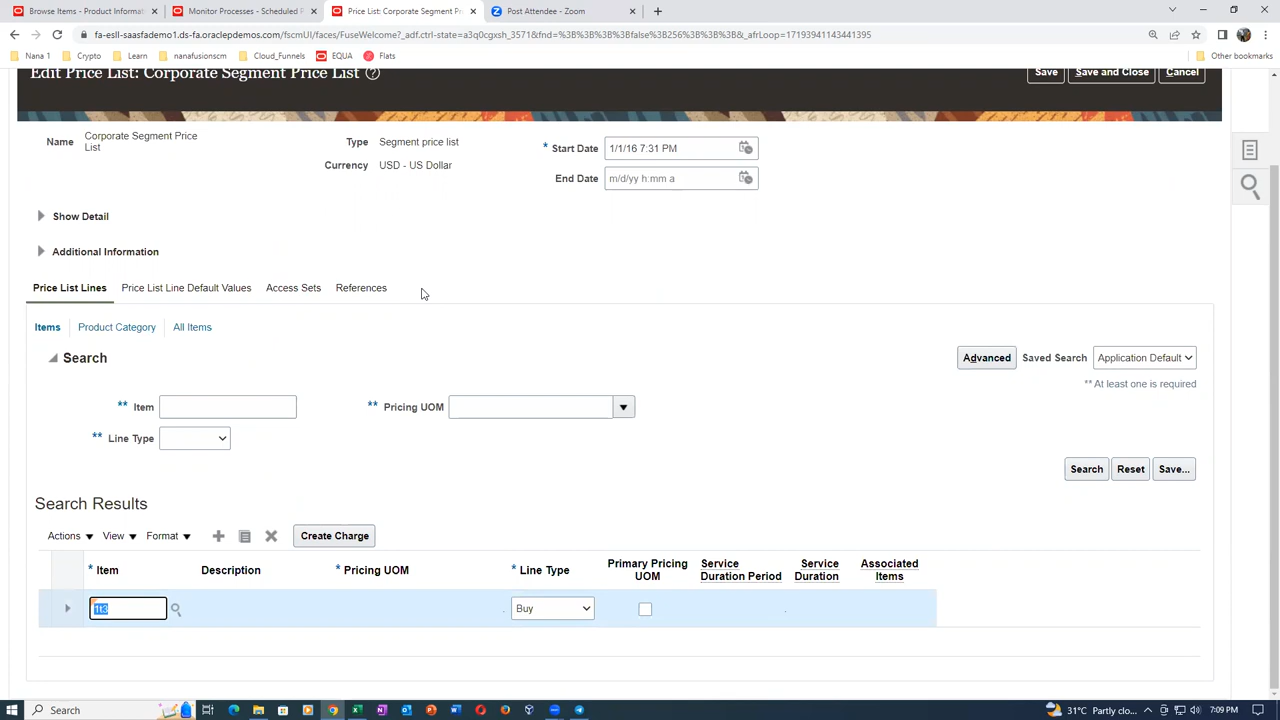 Browse Items - Product Informat
Monitor Processes - Scheduled P
Price List: Corporate Segment Pr
Post Attendee - Zoom
fa-esll-saasfademo1.ds-fa.oraclepdemos.com/fscmUI/faces/FuseWelcome?_adf.ctrl-state=a3q0cgxsh_3571&fnd=%3B%3B%3B%3Bfalse%3B256%3B%3B%3B&_afrLoop=17193941143441395
Nana 1
Crypto
Learn
nanafusionscm
Cloud_Funnels
EQUA
Flats
Other bookmarks
Edit Price List: Corporate Segment Price List
Save
Save and Close
Cancel
Name Corporate Segment Price List
Type Segment price list
Currency USD - US Dollar
* Start Date 1/1/16 7:31 PM
End Date m/d/yy h:mm a
Show Detail
Additional Information
Price List Lines
Price List Line Default Values
Access Sets
References
Items
Product Category
All Items
Search
Advanced
Saved Search Application Default
** At least one is required
** Item
** Pricing UOM
** Line Type
Search
Reset
Save...
Search Results
Actions
View
Format
Create Charge
* Item
Description
* Pricing UOM
* Line Type
Primary Pricing UOM
Service Duration Period
Service Duration
Associated Items
1t3
Buy
Search
31°C Partly clo...
7:09 PM